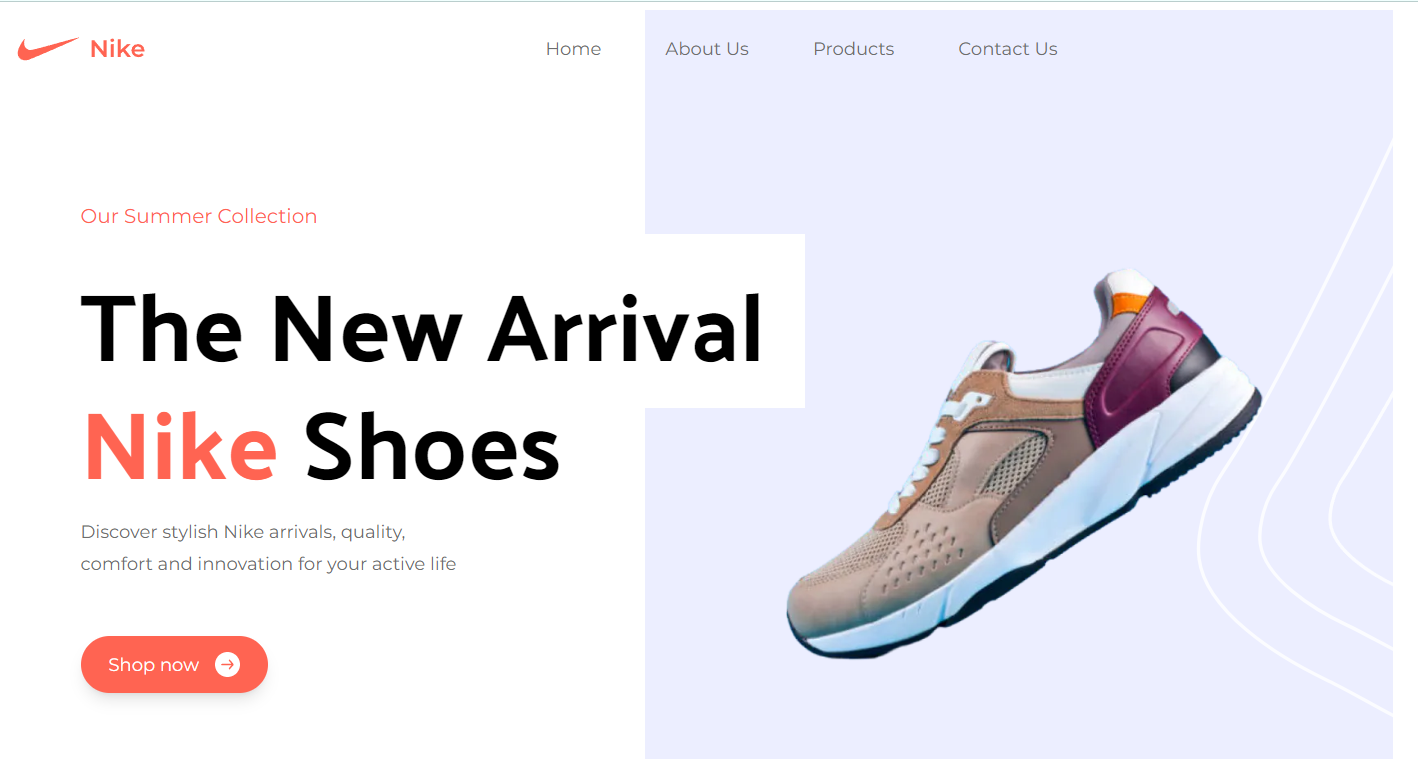 Nike
Home
About Us
Products
Contact Us
Our Summer Collection
The New Arrival
Nike Shoes
Discover stylish Nike arrivals, quality,
comfort and innovation for your active life
Shop now